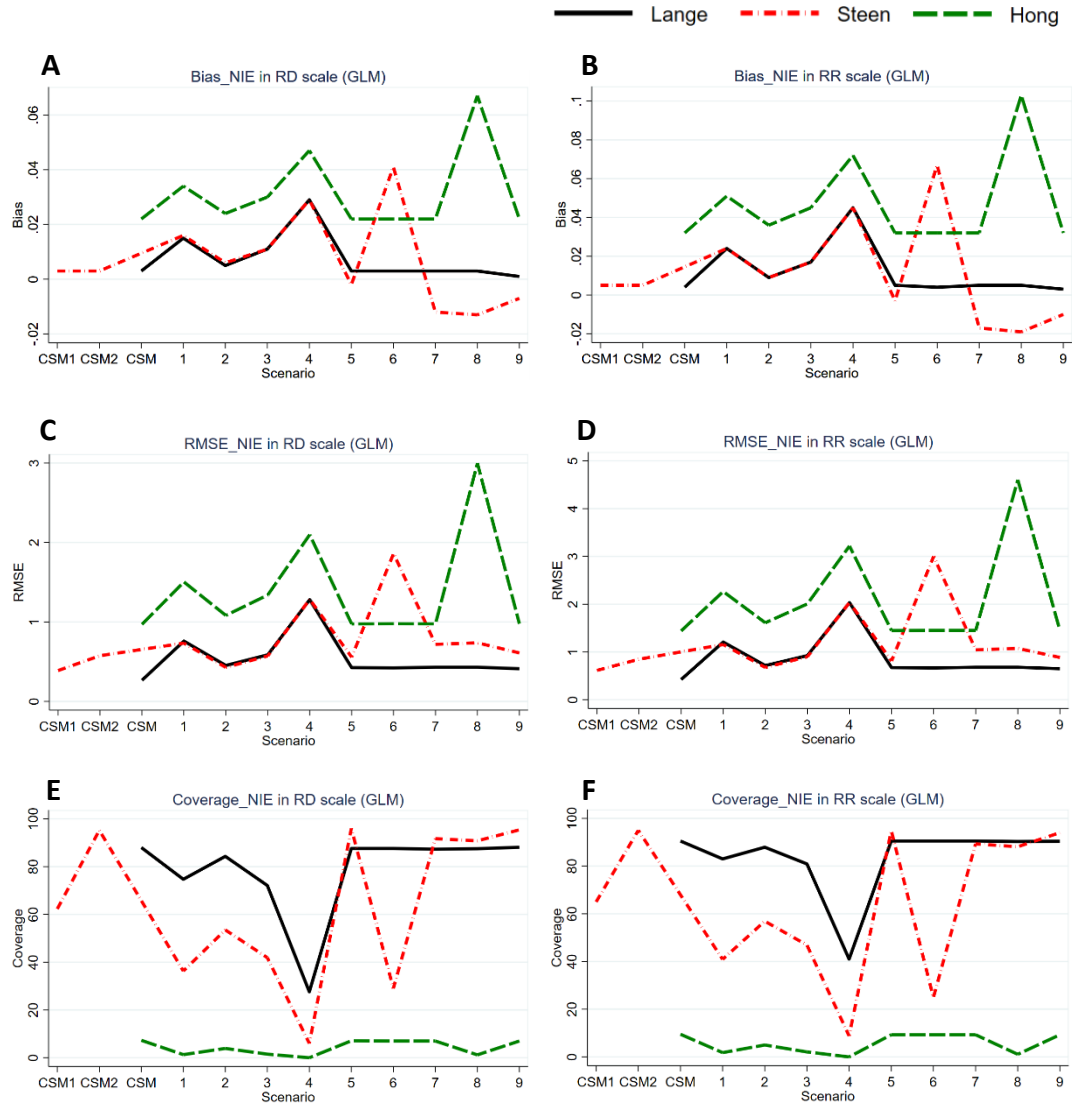 Lange Steen Hong
A B
Bias_NIE in RD scale (GLM) Bias_NIE in RR scale (GLM)
Bias
-.02 0 .02 .04 .06
CSM1 CSM2 CSM 1 2 3 4 5 6 7 8 9
Scenario
Bias
-.02 0 .02 .04 .06 .08 .1
CSM1 CSM2 CSM 1 2 3 4 5 6 7 8 9
Scenario
C D
RMSE_NIE in RD scale (GLM) RMSE_NIE in RR scale (GLM)
RMSE
0 1 2 3
CSM1 CSM2 CSM 1 2 3 4 5 6 7 8 9
Scenario
RMSE
0 1 2 3 4 5
CSM1 CSM2 CSM 1 2 3 4 5 6 7 8 9
Scenario
E F
Coverage_NIE in RD scale (GLM) Coverage_NIE in RR scale (GLM)
Coverage
0 20 40 60 80 100
CSM1 CSM2 CSM 1 2 3 4 5 6 7 8 9
Scenario
Coverage
0 20 40 60 80 100
CSM1 CSM2 CSM 1 2 3 4 5 6 7 8 9
Scenario